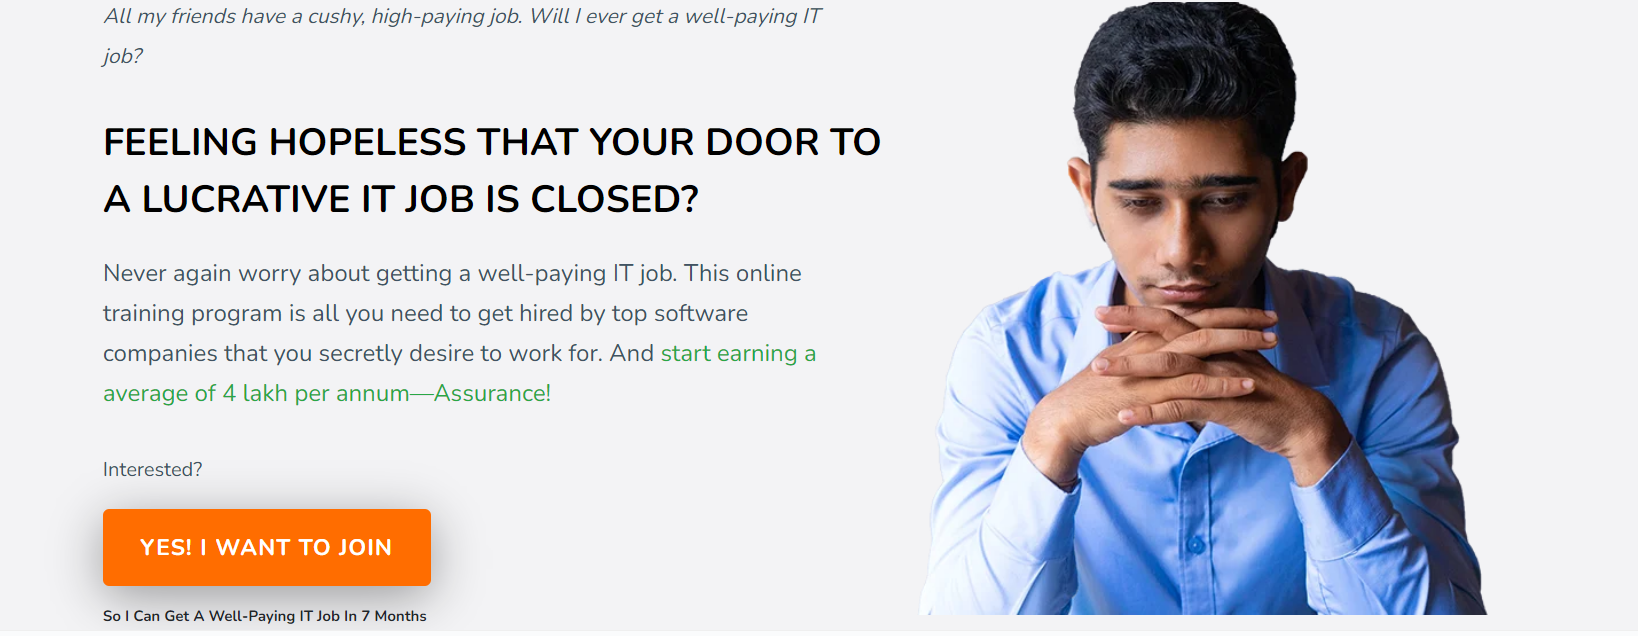 All my friends have a cushy, high-paying job. Will I ever get a well-paying IT
job?
FEELING HOPELESS THAT YOUR DOOR TO
A LUCRATIVE IT JOB IS CLOSED?
Never again worry about getting a well-paying IT job. This online
training program is all you need to get hired by top software
companies that you secretly desire to work for. And start earning a
average of 4 lakh per annum—Assurance!
Interested?
YES! I WANT TO JOIN
So I Can Get A Well-Paying IT Job In 7 Months